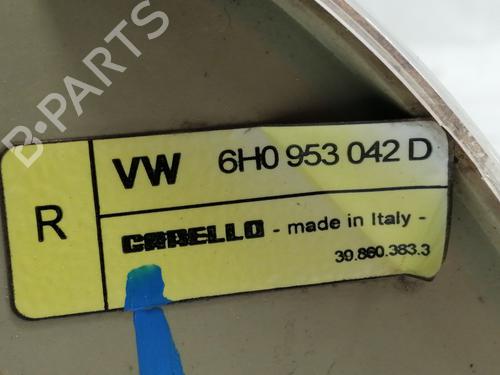 B-PARTS
R
VW 6H0 953 042 D
CARELLO - made in Italy -
39.860.383.3